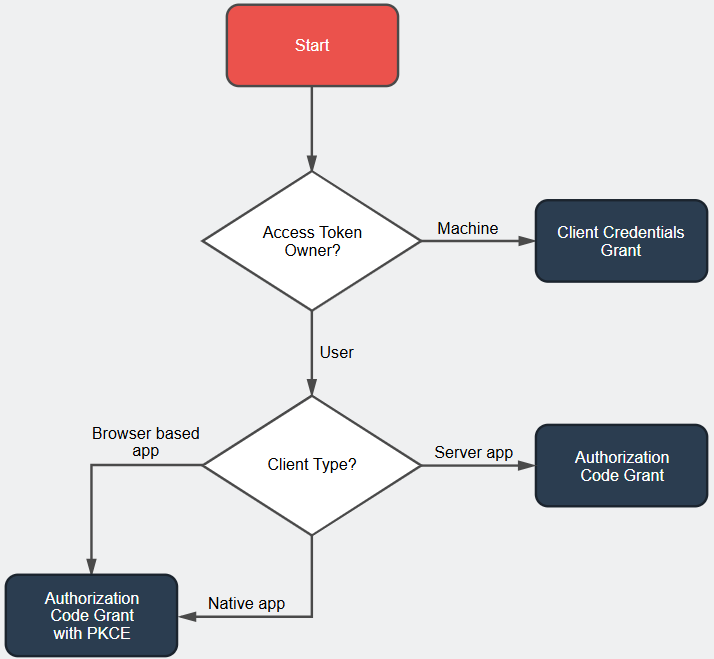 Start
Access Token
Owner?
Machine
Client Credentials
Grant
User
Browser based
app
Client Type?
Server app
Authorization
Code Grant
Native app
Authorization
Code Grant
with PKCE